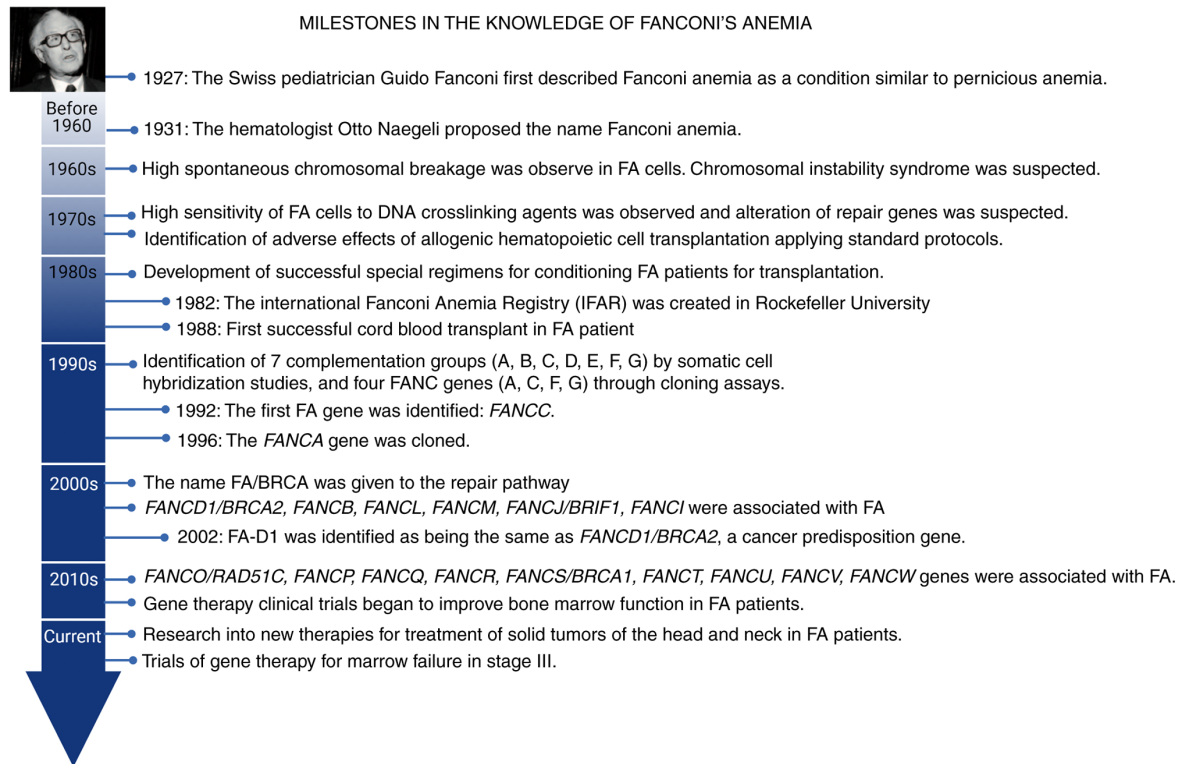 MILESTONES IN THE KNOWLEDGE OF FANCONI'S ANEMIA
1927: The Swiss pediatrician Guido Fanconi first described Fanconi anemia as a condition similar to pernicious anemia.
Before
1960
1931: The hematologist Otto Naegeli proposed the name Fanconi anemia.
1960s
High spontaneous chromosomal breakage was observe in FA cells. Chromosomal instability syndrome was suspected.
1970s
High sensitivity of FA cells to DNA crosslinking agents was observed and alteration of repair genes was suspected.
Identification of adverse effects of allogenic hematopoietic cell transplantation applying standard protocols.
1980s
Development of successful special regimens for conditioning FA patients for transplantation.
1982: The international Fanconi Anemia Registry (IFAR) was created in Rockefeller University
1988: First successful cord blood transplant in FA patient
1990s
Identification of 7 complementation groups (A, B, C, D, E, F, G) by somatic cell
hybridization studies, and four FANC genes (A, C, F, G) through cloning assays.
1992: The first FA gene was identified: FANCC.
1996: The FANCA gene was cloned.
2000s
The name FA/BRCA was given to the repair pathway
FANCD1/BRCA2, FANCB, FANCL, FANCM, FANCJ/BRIF1, FANCI were associated with FA
2002: FA-D1 was identified as being the same as FANCD1/BRCA2, a cancer predisposition gene.
2010s
FANCO/RAD51C, FANCP, FANCQ, FANCR, FANCS/BRCA1, FANCT, FANCU, FANCV, FANCW genes were associated with FA.
Gene therapy clinical trials began to improve bone marrow function in FA patients.
Current
Research into new therapies for treatment of solid tumors of the head and neck in FA patients.
Trials of gene therapy for marrow failure in stage III.